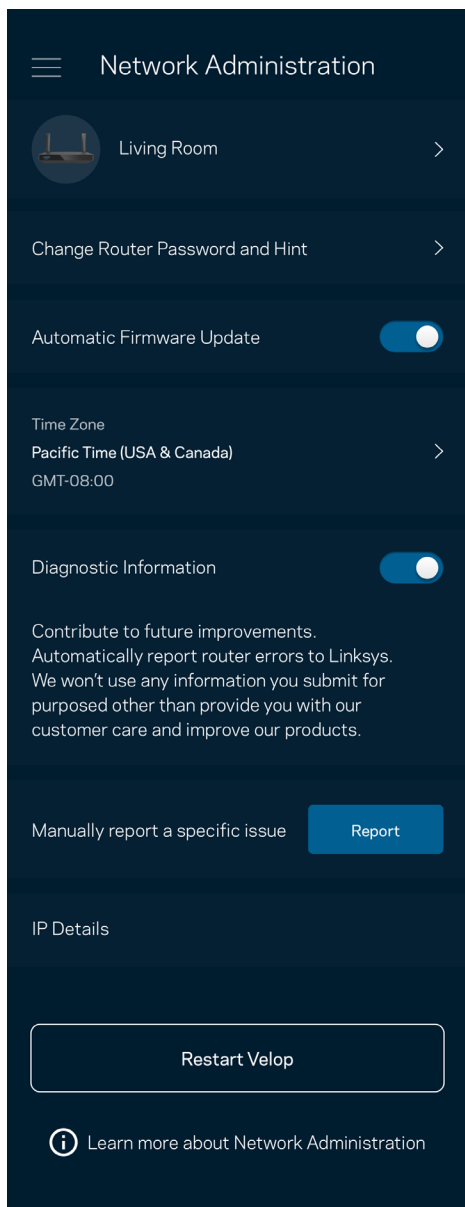 Network Administration
Living Room
Change Router Password and Hint
Automatic Firmware Update
Time Zone
Pacific Time (USA & Canada)
GMT-08:00
Diagnostic Information
Contribute to future improvements.
Automatically report router errors to Linksys.
We won't use any information you submit for
purposed other than provide you with our
customer care and improve our products.
Manually report a specific issue
Report
IP Details
Restart Velop
Learn more about Network Administration